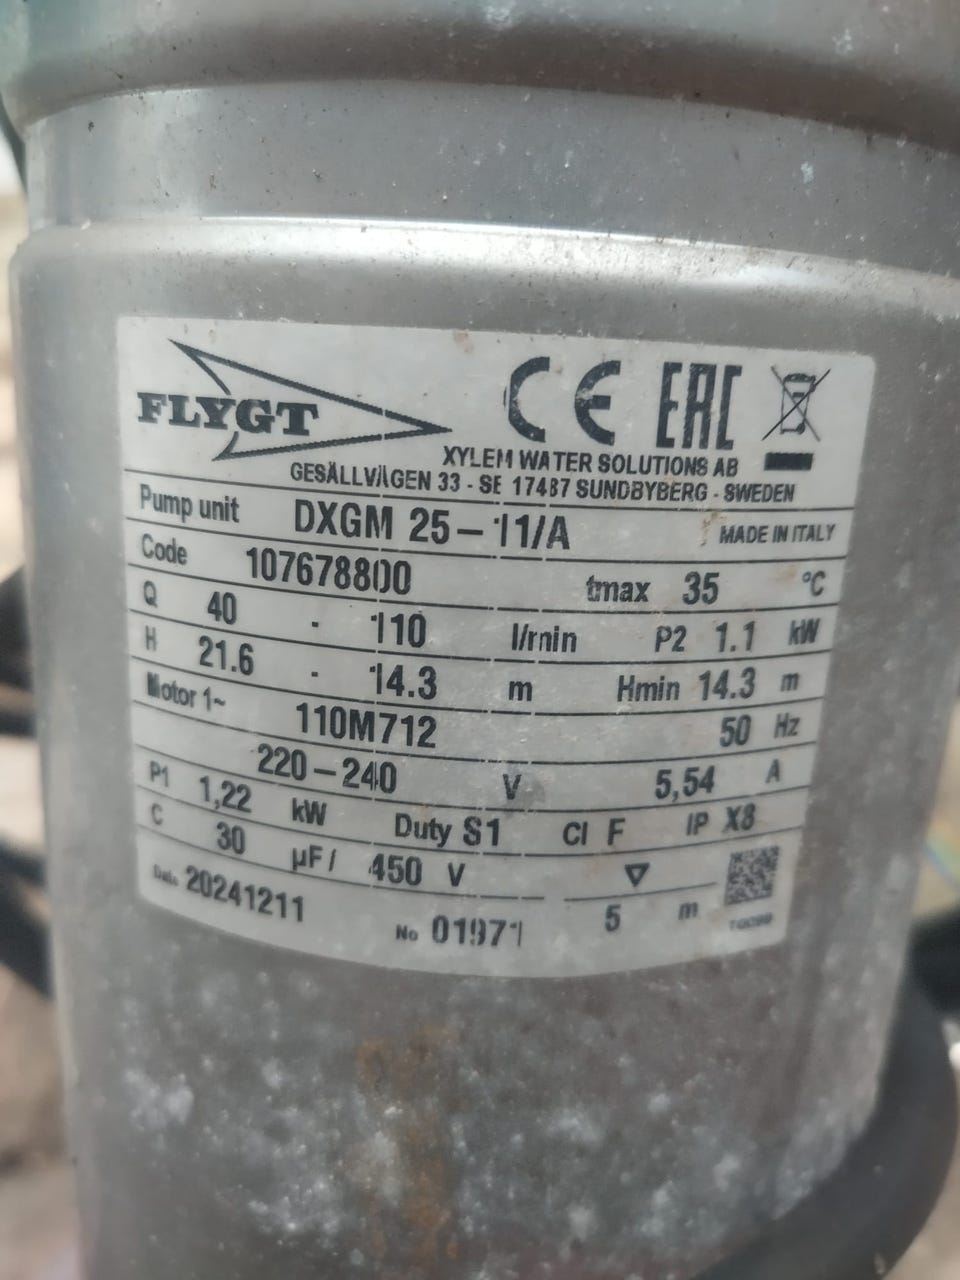 FLYGT
CE EAC
XYLEM WATER SOLUTIONS AB
GESÄLLVÄGEN 33 - SE 17487 SUNDBYBERG - SWEDEN
Pump unit DXGM 25-11/A MADE IN ITALY
Code 107678800 tmax 35 °C
Q 40 - 110 l/min P2 1.1 kW
H 21.6 - 14.3 m Hmin 14.3 m
Motor 1~ 110M712 50 Hz
220-240 V 5,54 A
P1 1,22 kW Duty S1 Cl F IP X8
C 30 µF/ 450 V
5 m
Date 20241211 No 01971